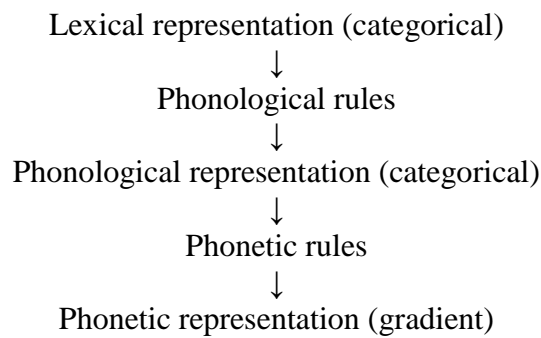 Lexical representation (categorical)
↓
Phonological rules
↓
Phonological representation (categorical)
↓
Phonetic rules
↓
Phonetic representation (gradient)